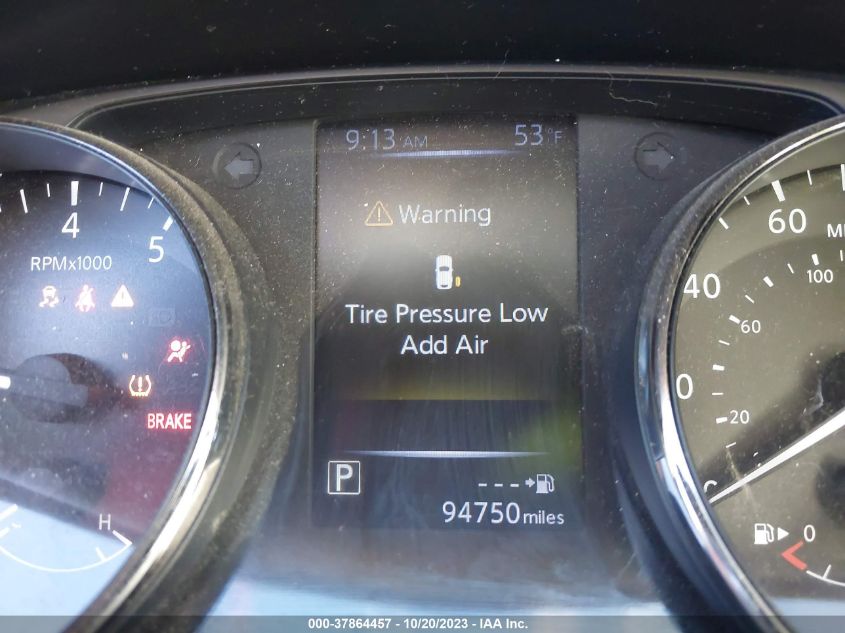 9:13 AM 53°F
Warning
Tire Pressure Low
Add Air
P
---
94750 miles
4
5
RPMx1000
BRAKE
H
60
40
100
60
0
20
0
000-37864457 - 10/20/2023 - IAA Inc.